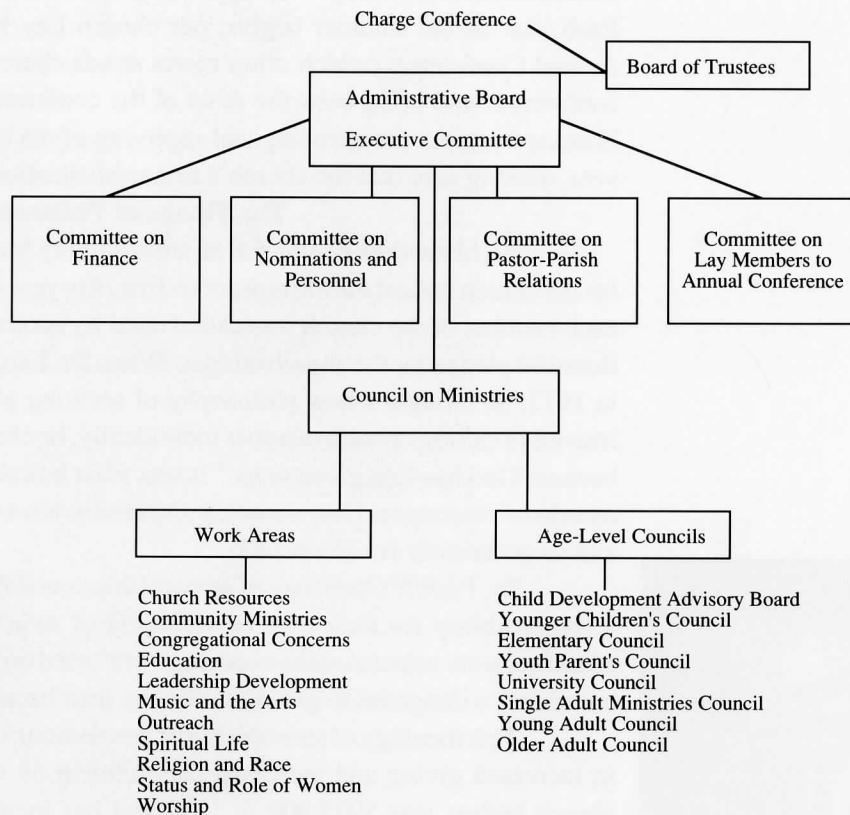 Charge Conference
Board of Trustees
Administrative Board
Executive Committee
Committee on
Finance
Committee on
Nominations and
Personnel
Committee on
Pastor-Parish
Relations
Committee on
Lay Members to
Annual Conference
Council on Ministries
Work Areas
Age-Level Councils
Church Resources
Community Ministries
Congregational Concerns
Education
Leadership Development
Music and the Arts
Outreach
Spiritual Life
Religion and Race
Status and Role of Women
Worship
Child Development Advisory Board
Younger Children's Council
Elementary Council
Youth Parent's Council
University Council
Single Adult Ministries Council
Young Adult Council
Older Adult Council